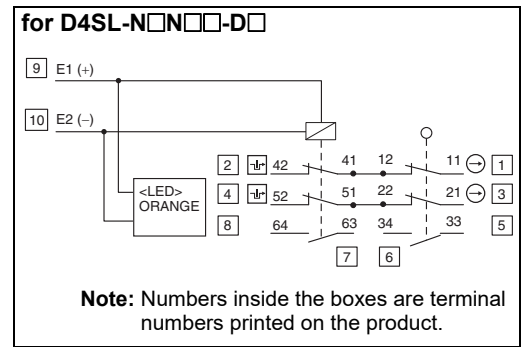 for D4SL-N□N□□-D□
9 E1 (+)
10 E2 (−)
2 42 41 12 11 1
<LED> 4 52 51 22 21 3
ORANGE 8 64 63 34 33 5
7 6
Note: Numbers inside the boxes are terminal
numbers printed on the product.